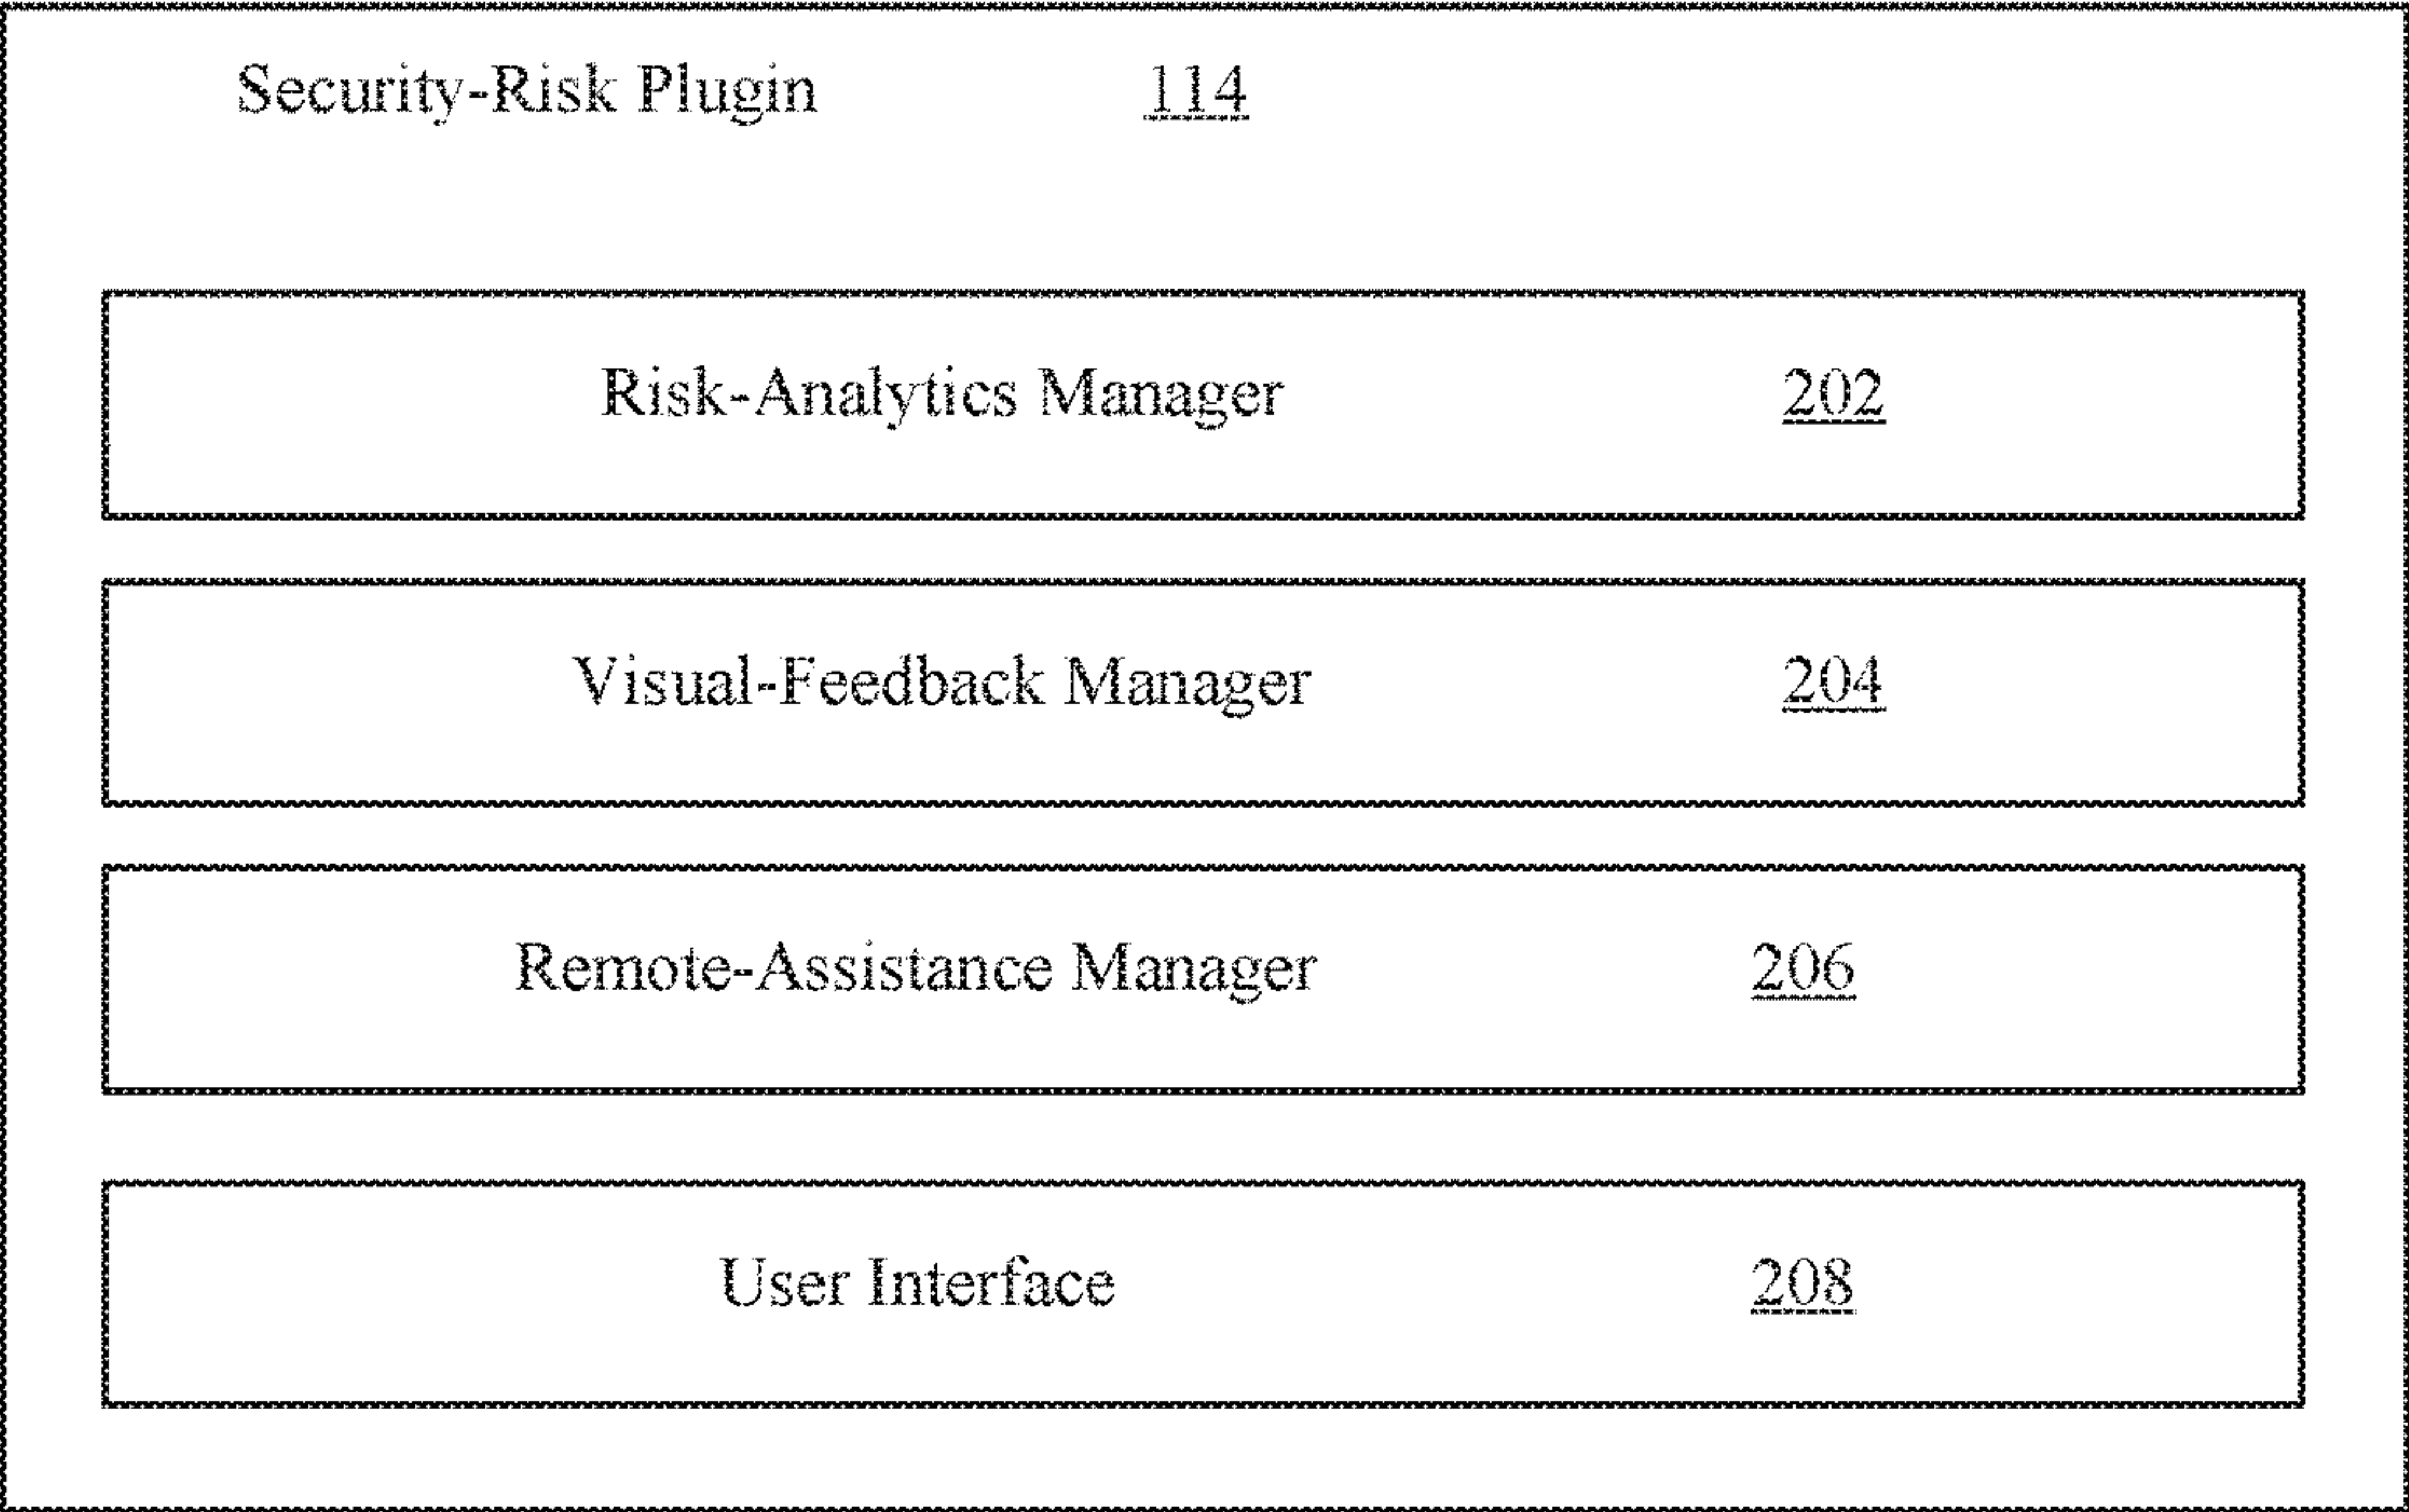 Security-Risk Plugin 114
Risk-Analytics Manager 202
Visual-Feedback Manager 204
Remote-Assistance Manager 206
User Interface 208